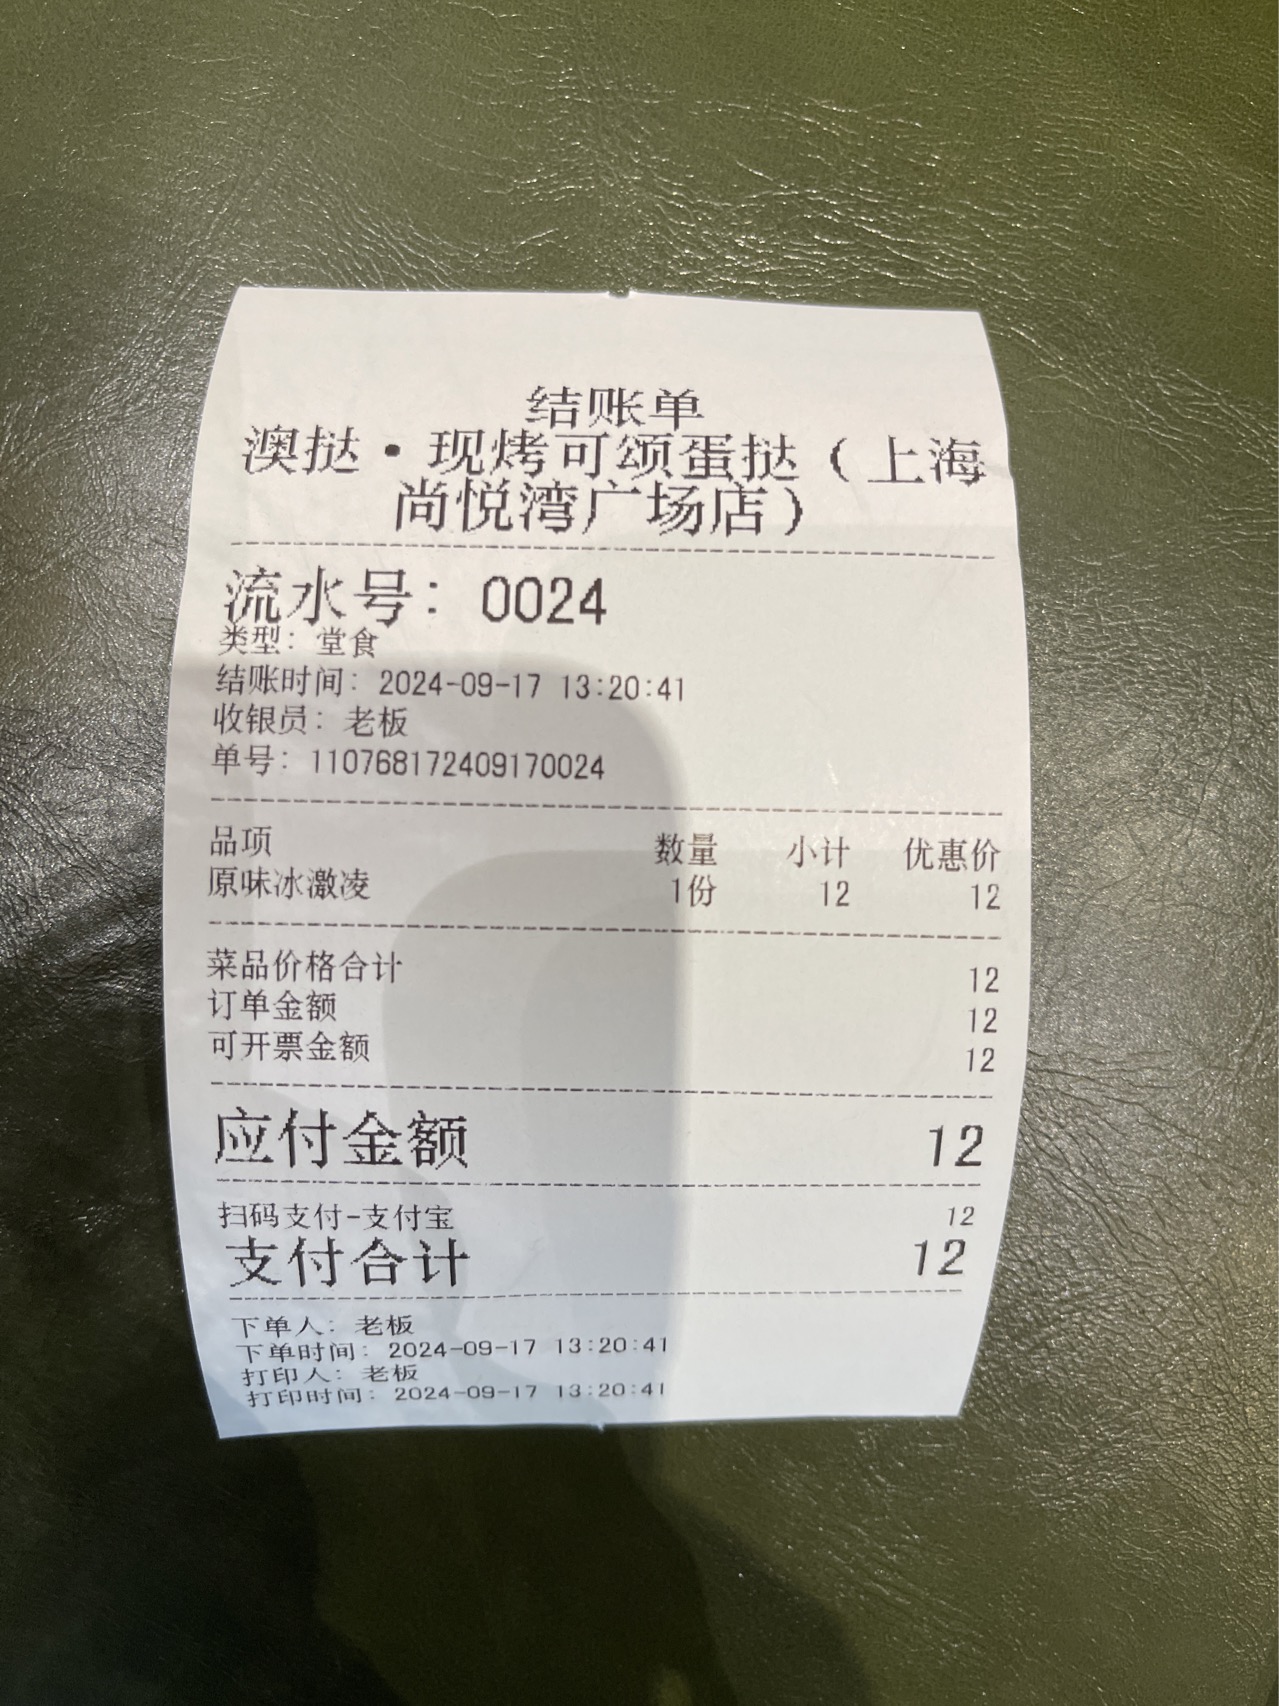 结账单
澳挞·现烤可颂蛋挞（上海
尚悦湾广场店）
流水号：0024
类型：堂食
结账时间：2024-09-17 13:20:41
收银员：老板
单号：110768172409170024
品项 数量 小计 优惠价
原味冰激凌 1份 12 12
菜品价格合计 12
订单金额 12
可开票金额 12
应付金额 12
扫码支付-支付宝 12
支付合计 12
下单人：老板
下单时间：2024-09-17 13:20:41
打印人：老板
打印时间：2024-09-17 13:20:41